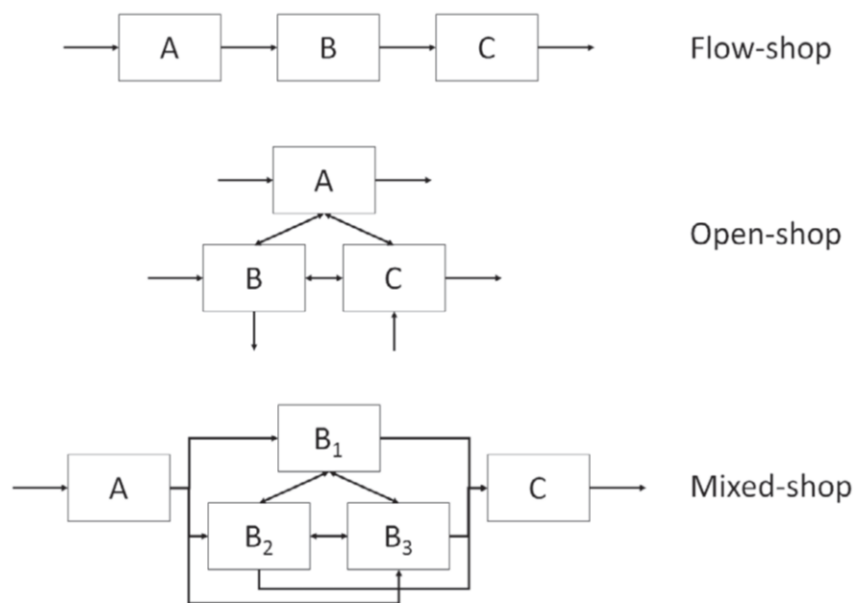 A B C Flow-shop
A
Open-shop
B C
B₁
A C Mixed-shop
B₂ B₃